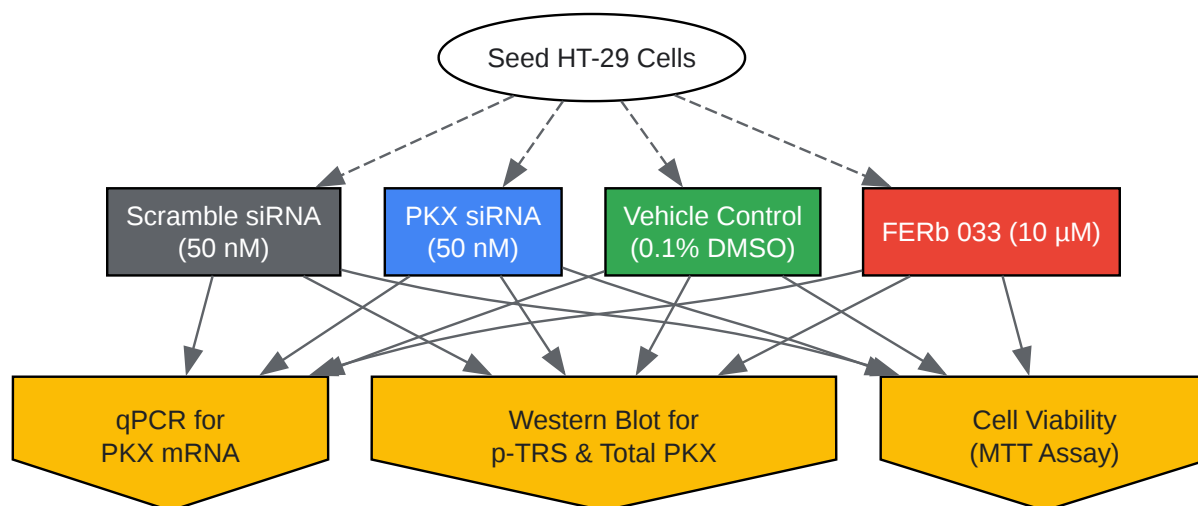 Seed HT-29 Cells
Scramble siRNA
(50 nM)
PKX siRNA
(50 nM)
Vehicle Control
(0.1% DMSO)
FERb 033 (10 µM)
qPCR for
PKX mRNA
Western Blot for
p-TRS & Total PKX
Cell Viability
(MTT Assay)